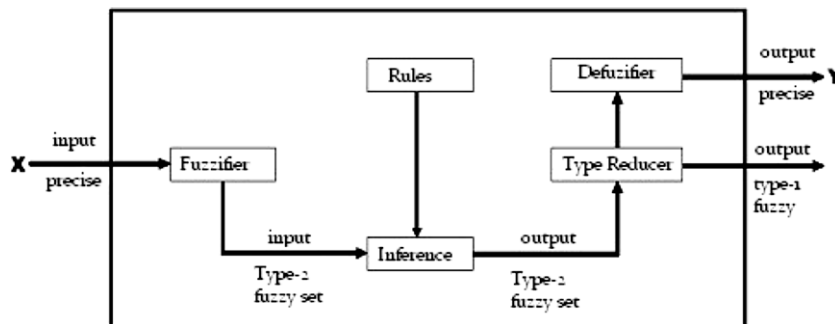 output
Rules
Defuzifier
Y
precise
input
output
X
Fuzzifier
Type Reducer
precise
type-1
fuzzy
input
output
Inference
Type-2
fuzzy set
Type-2
fuzzy set